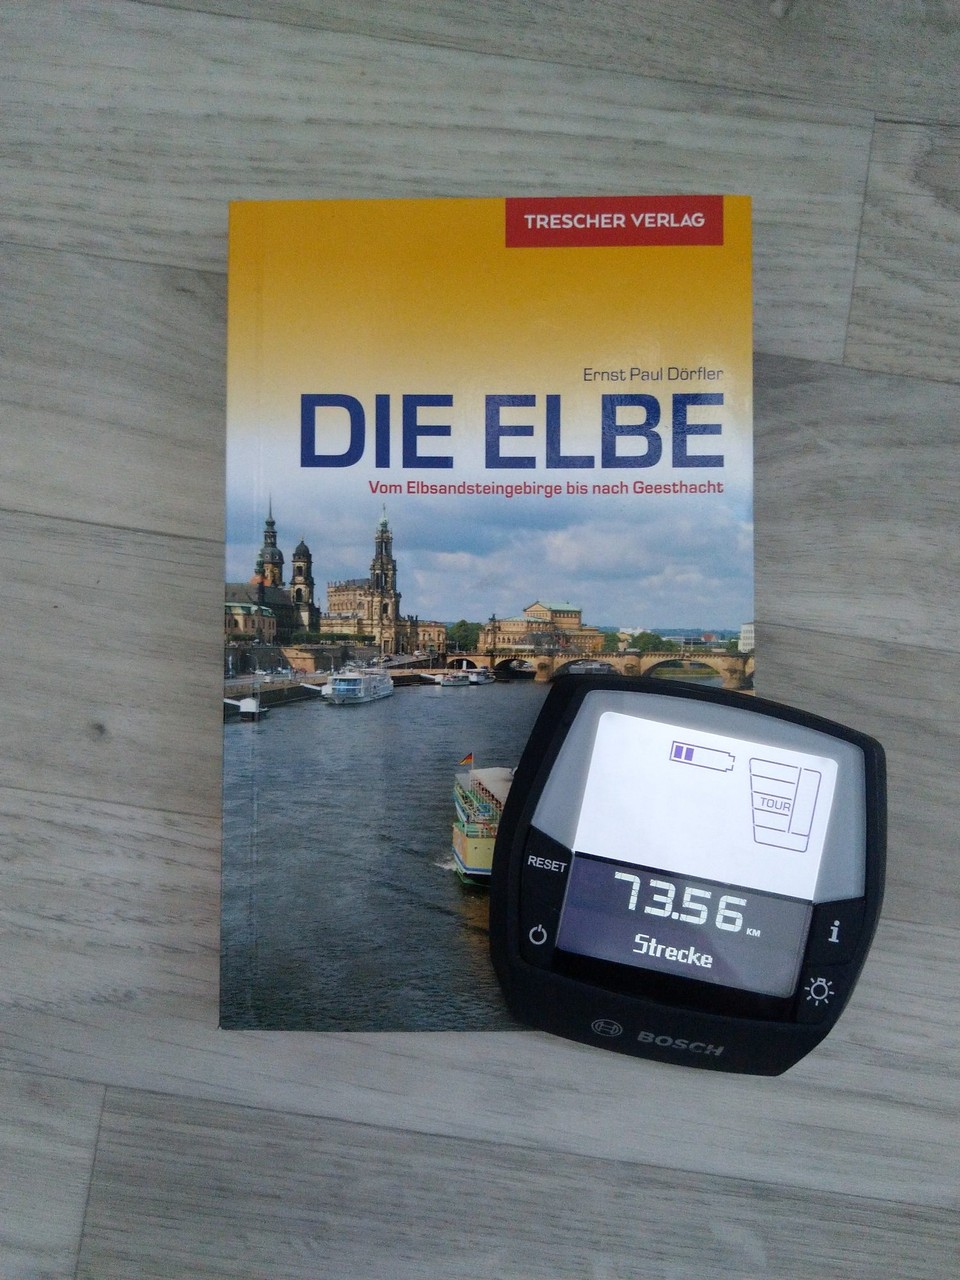 TRESCHER VERLAG
Ernst Paul Dörfler
DIE ELBE
Vom Elbsandsteingebirge bis nach Geesthacht
TOUR
RESET
73.56 KM
i
Strecke
BOSCH